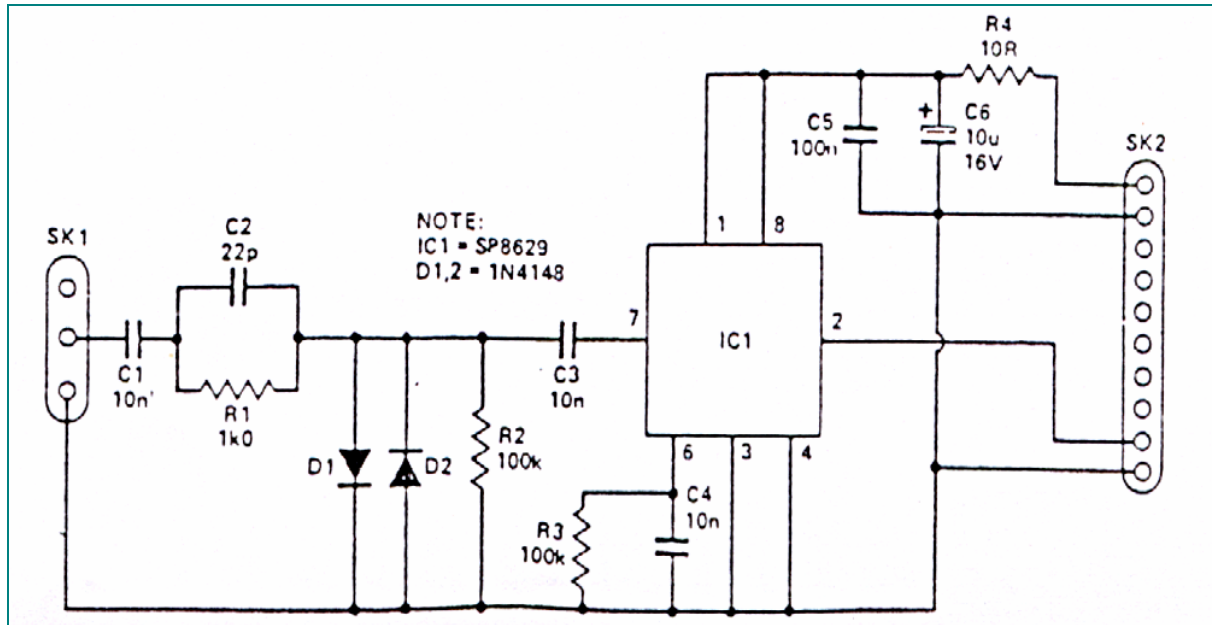 R4
10R
C5
100n
+
C6
10u
16V
SK2
SK1
C2
22p
NOTE:
IC1 = SP8629
D1,2 = 1N4148
1
8
7
2
IC1
C1
10n
C3
10n
R1
1k0
D1
D2
R2
100k
6
3
4
C4
10n
R3
100k